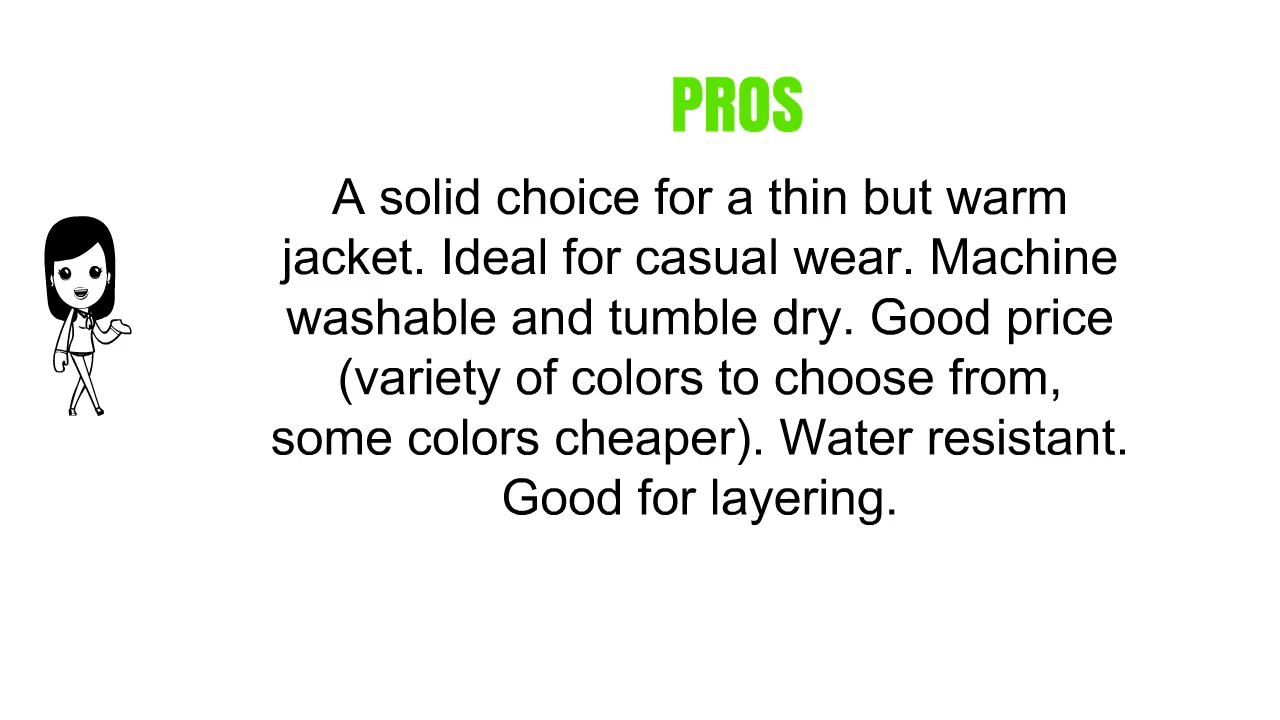 PROS
A solid choice for a thin but warm
jacket. Ideal for casual wear. Machine
washable and tumble dry. Good price
(variety of colors to choose from,
some colors cheaper). Water resistant.
Good for layering.